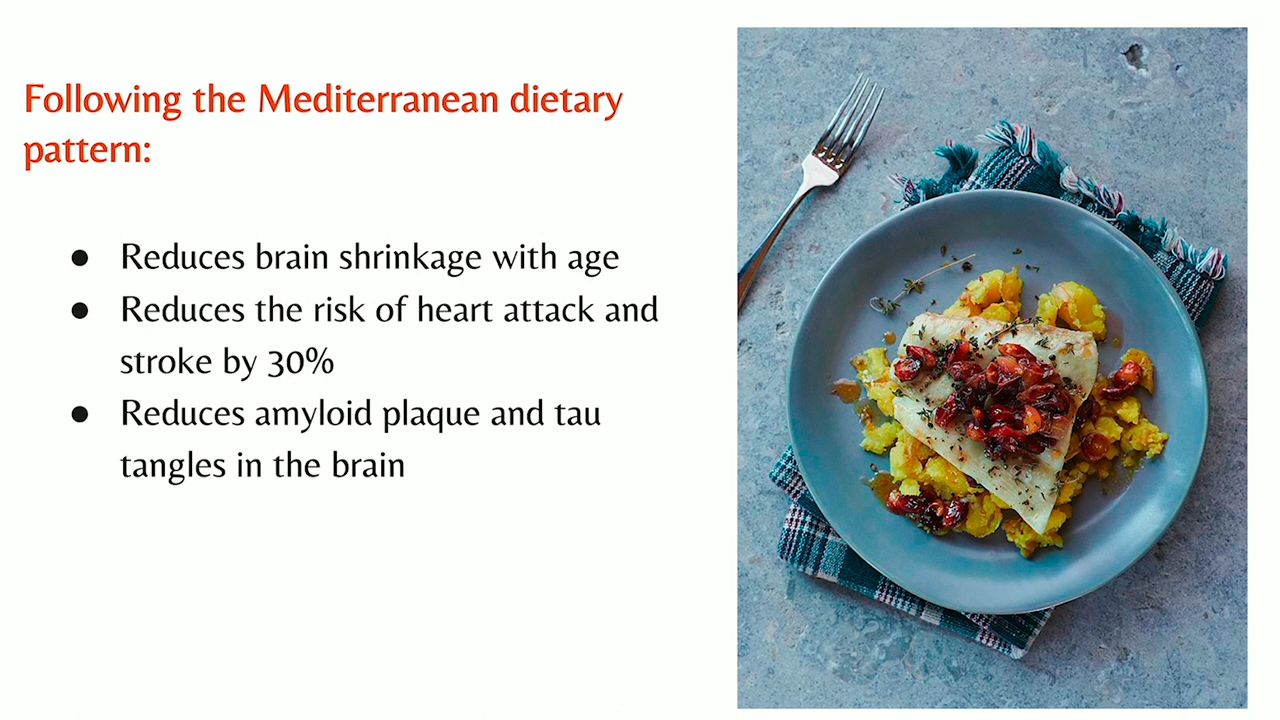 Following the Mediterranean dietary
pattern:
● Reduces brain shrinkage with age
● Reduces the risk of heart attack and
stroke by 30%
● Reduces amyloid plaque and tau
tangles in the brain